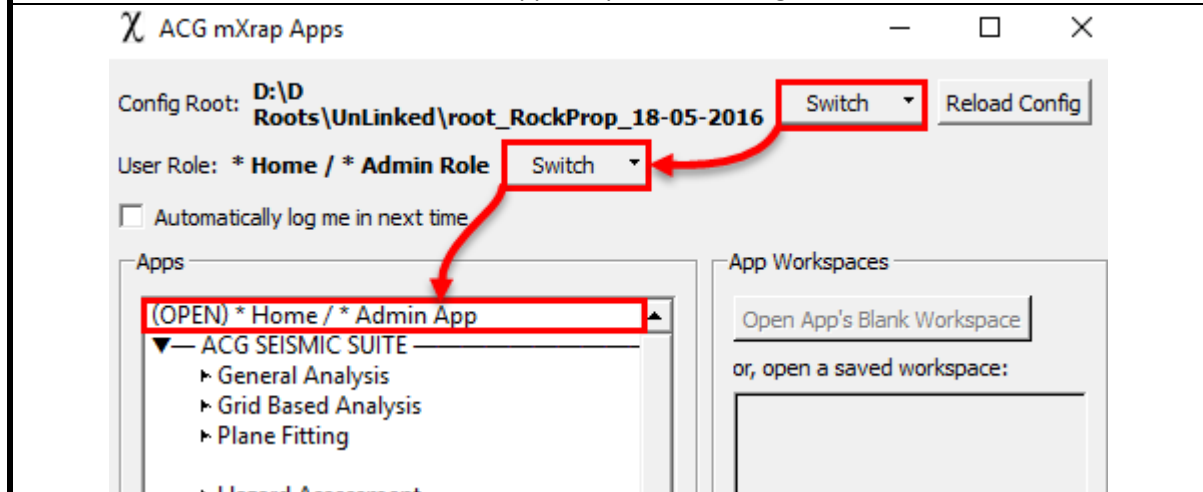 ACG mXrap Apps
Config Root: D:\D
Roots\UnLinked\root_RockProp_18-05-2016
Switch
Reload Config
User Role: * Home / * Admin Role
Switch
Automatically log me in next time
Apps
(OPEN) * Home / * Admin App
ACG SEISMIC SUITE
General Analysis
Grid Based Analysis
Plane Fitting
App Workspaces
Open App's Blank Workspace
or, open a saved workspace: